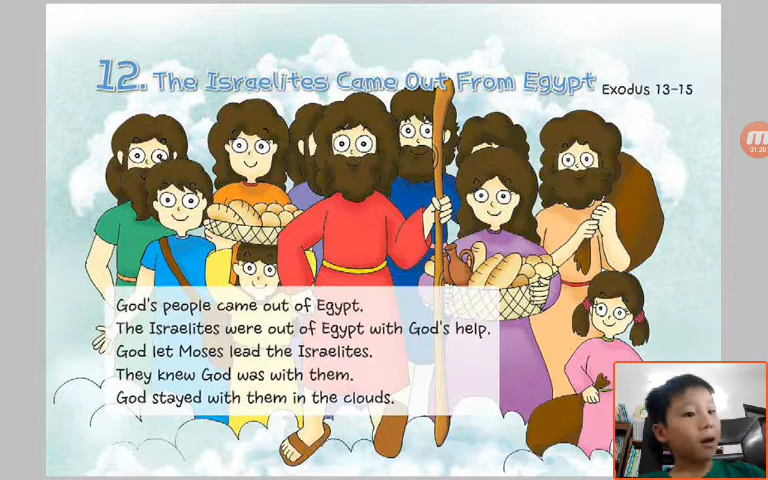 12. The Israelites Came Out From Egypt
Exodus 13-15
God's people came out of Egypt.
The Israelites were out of Egypt with God's help.
God let Moses lead the Israelites.
They knew God was with them.
God stayed with them in the clouds.
01:30